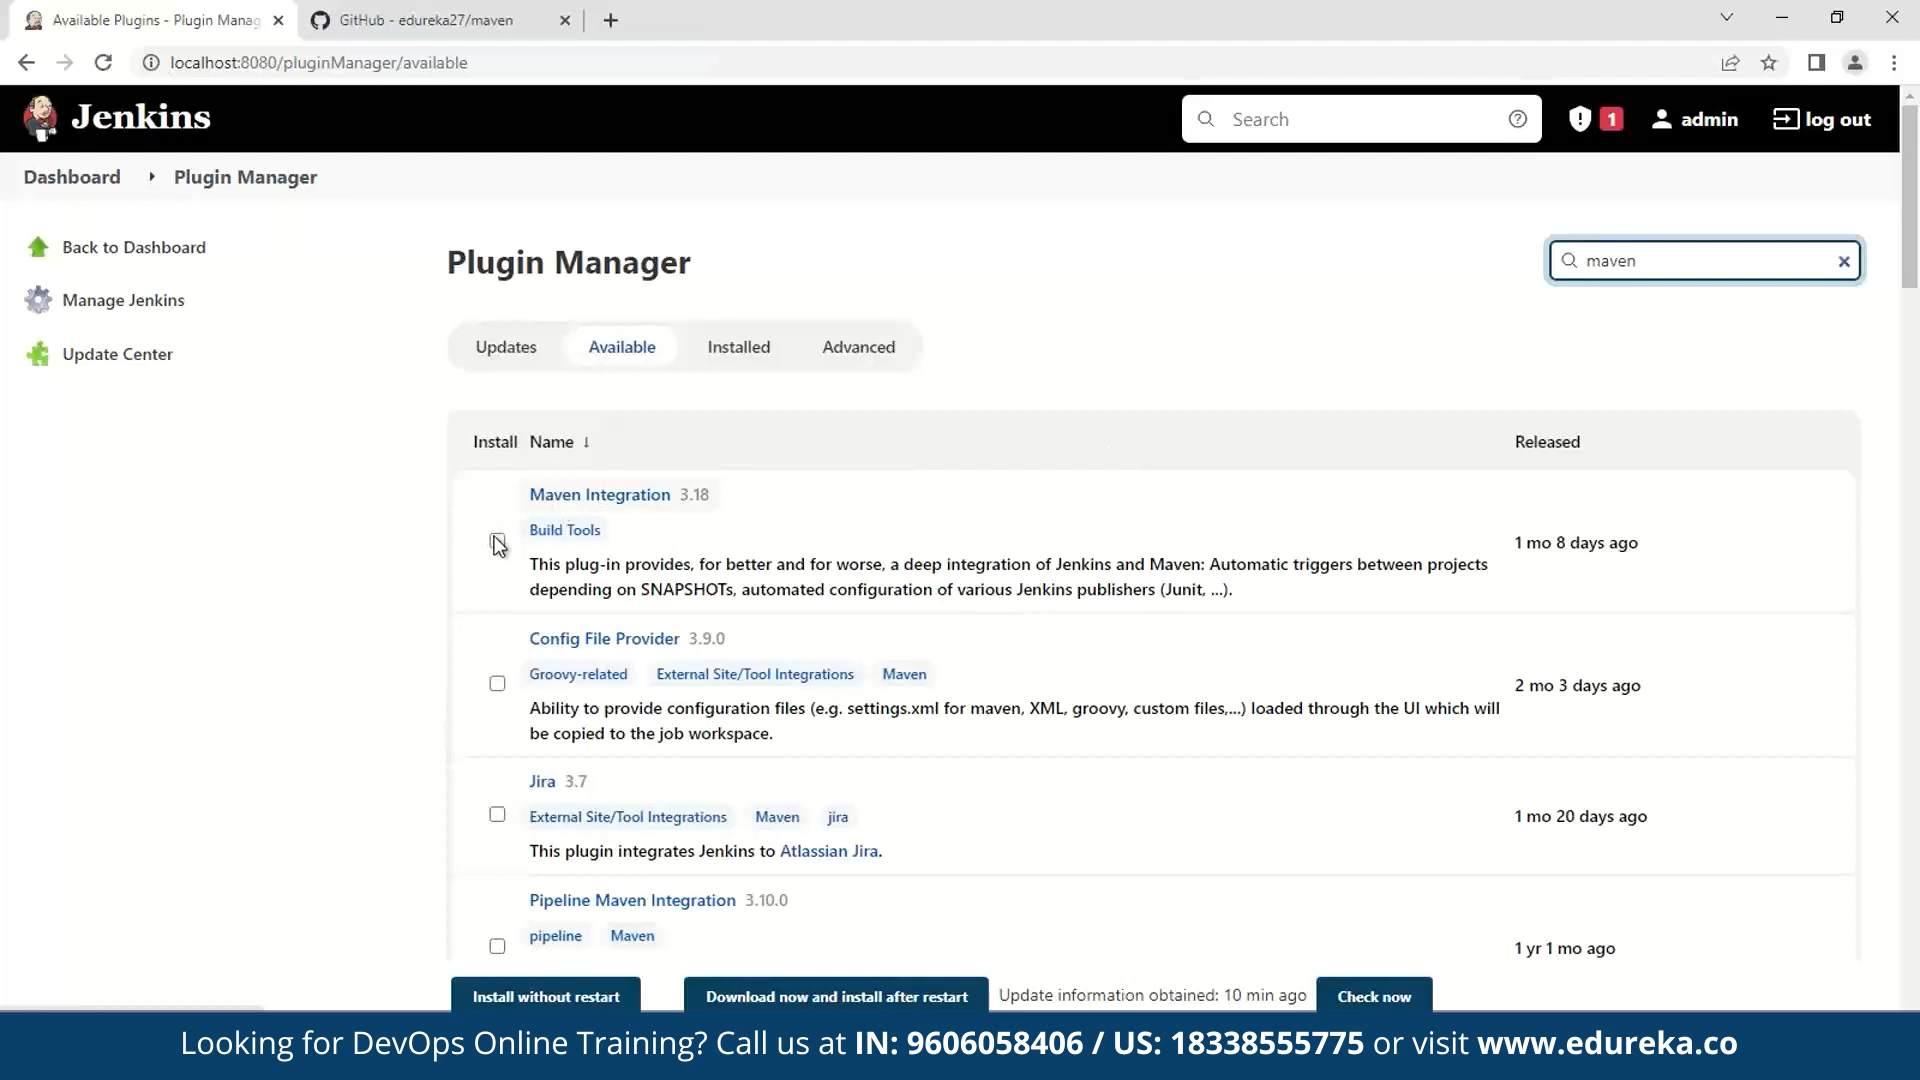 Available Plugins - Plugin Manag
GitHub - edureka27/maven
localhost:8080/pluginManager/available
Jenkins
Search
1
admin
log out
Dashboard
Plugin Manager
Back to Dashboard
Manage Jenkins
Update Center
Plugin Manager
maven
Updates
Available
Installed
Advanced
Install Name ↓
Released
Maven Integration 3.18
Build Tools
This plug-in provides, for better and for worse, a deep integration of Jenkins and Maven: Automatic triggers between projects
depending on SNAPSHOTs, automated configuration of various Jenkins publishers (Junit, ...).
1 mo 8 days ago
Config File Provider 3.9.0
Groovy-related External Site/Tool Integrations Maven
Ability to provide configuration files (e.g. settings.xml for maven, XML, groovy, custom files,...) loaded through the UI which will
be copied to the job workspace.
2 mo 3 days ago
Jira 3.7
External Site/Tool Integrations Maven jira
This plugin integrates Jenkins to Atlassian Jira.
1 mo 20 days ago
Pipeline Maven Integration 3.10.0
pipeline Maven
1 yr 1 mo ago
Install without restart
Download now and install after restart
Update information obtained: 10 min ago
Check now
Looking for DevOps Online Training? Call us at IN: 9606058406 / US: 18338555775 or visit www.edureka.co